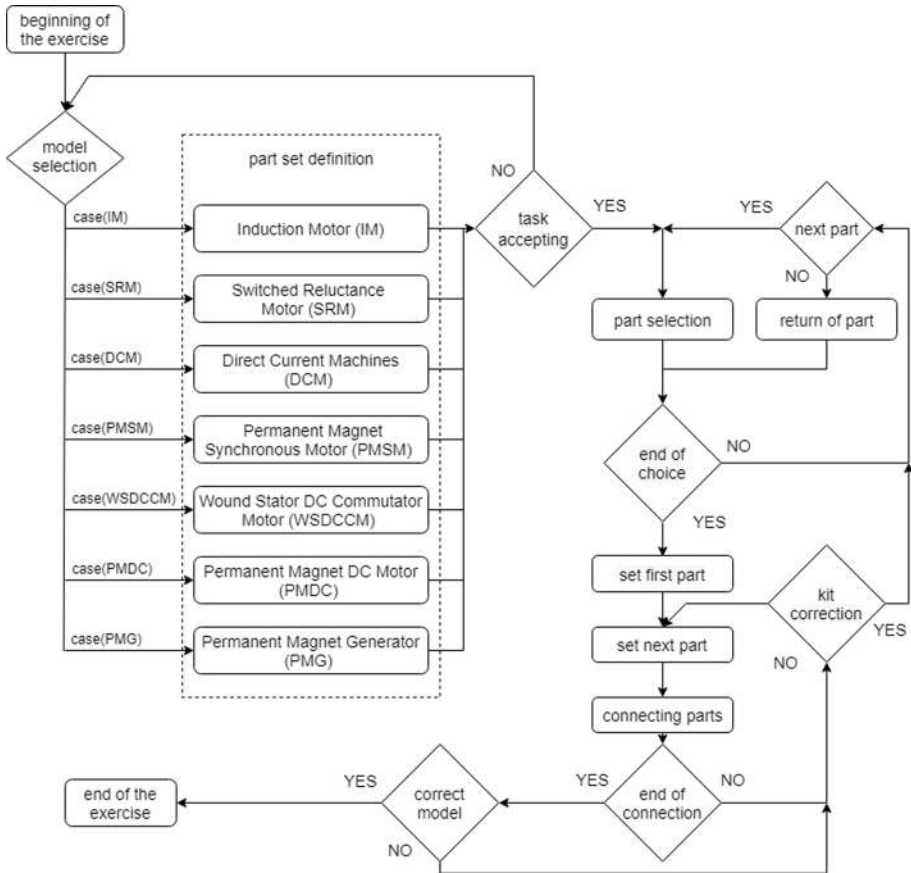 beginning of
the exercise
model
selection
part set definition
case(IM)
Induction Motor (IM)
case(SRM)
Switched Reluctance
Motor (SRM)
case(DCM)
Direct Current Machines
(DCM)
case(PMSM)
Permanent Magnet
Synchronous Motor (PMSM)
case(WSDCCM)
Wound Stator DC Commutator
Motor (WSDCCM)
case(PMDC)
Permanent Magnet DC Motor
(PMDC)
case(PMG)
Permanent Magnet Generator
(PMG)
NO
task
accepting
YES
YES
next part
NO
part selection
return of part
end of
choice
NO
YES
set first part
kit
correction
YES
NO
set next part
connecting parts
end of
connection
NO
YES
correct
model
YES
NO
end of the
exercise